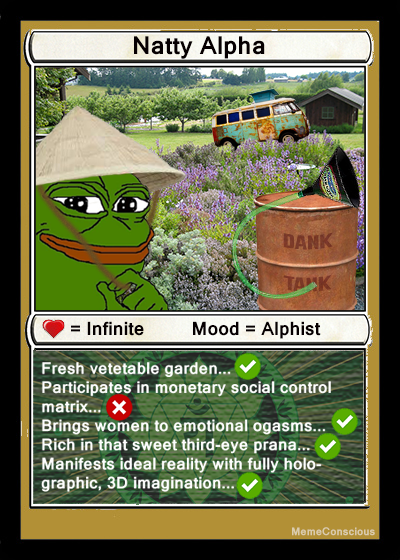 Natty Alpha
DANK
TANK
= Infinite Mood = Alphist
Fresh vetetable garden...
Participates in monetary social control
matrix...
Brings women to emotional ogasms...
Rich in that sweet third-eye prana...
Manifests ideal reality with fully holo-
graphic, 3D imagination...
MemeConscious